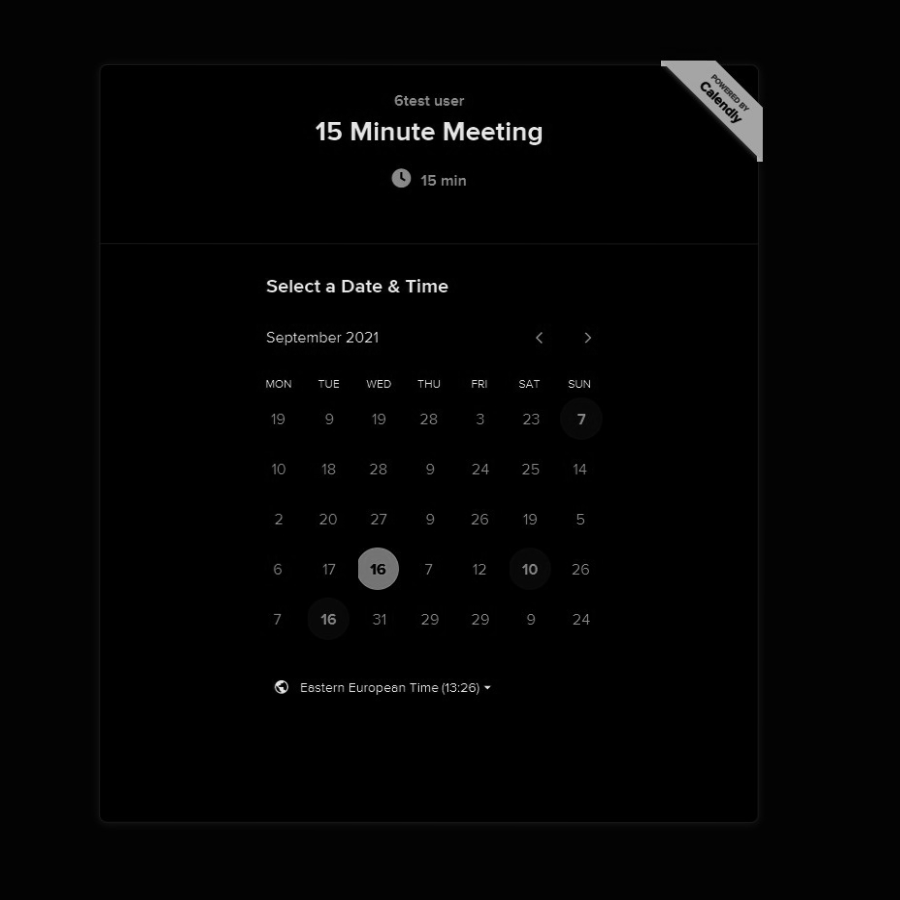 POWERED BY
Calendly
6test user
15 Minute Meeting
15 min
Select a Date & Time
September 2021
MON TUE WED THU FRI SAT SUN
19 9 19 28 3 23 7
10 18 28 9 24 25 14
2 20 27 9 26 19 5
6 17 16 7 12 10 26
7 16 31 29 29 9 24
Eastern European Time (13:26)